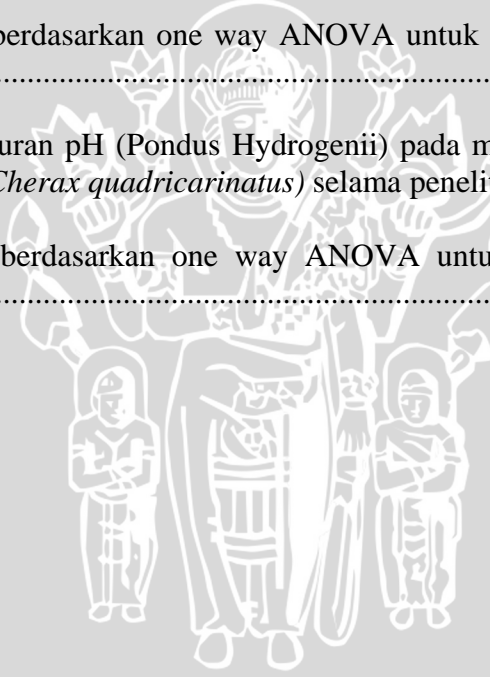 berdasarkan one way ANOVA untuk
................................................................
uran pH (Pondus Hydrogenii) pada m
Cherax quadricarinatus) selama peneli
berdasarkan one way ANOVA untu
................................................................